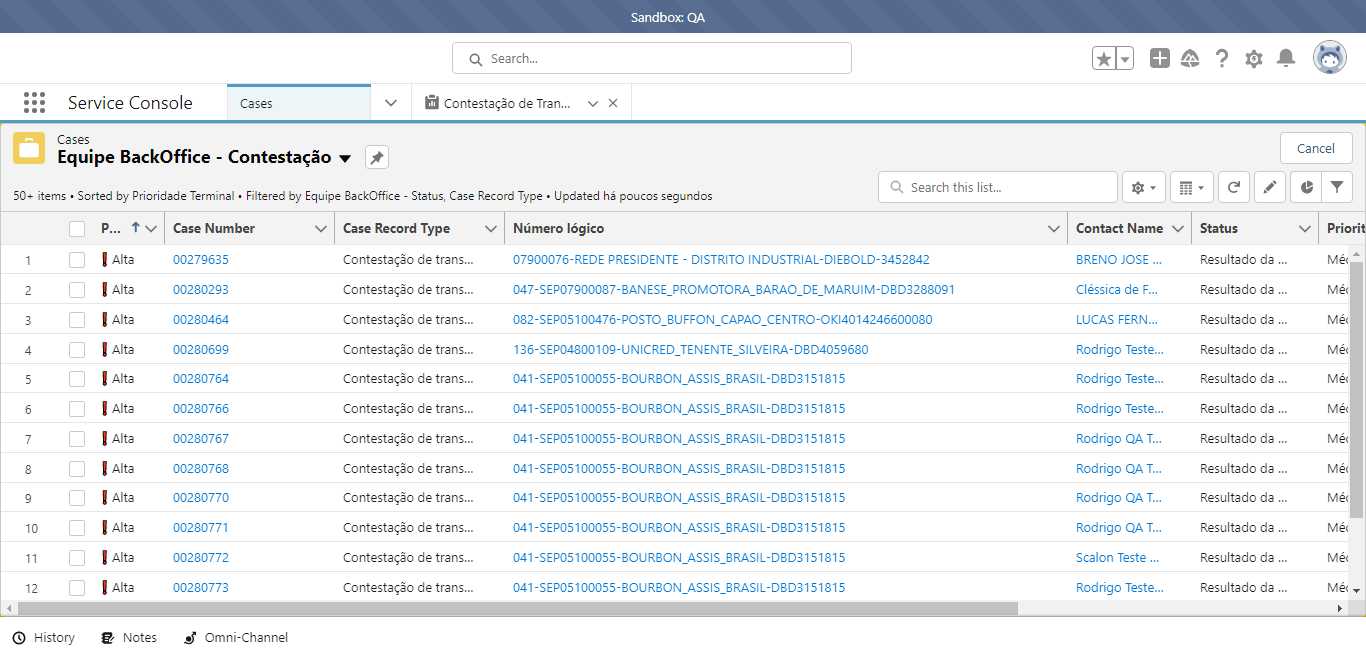 Sandbox: QA
Search...
Service Console
Cases
Contestação de Tran...
Cases
Equipe BackOffice - Contestação
Cancel
50+ items • Sorted by Prioridade Terminal • Filtered by Equipe BackOffice - Status, Case Record Type • Updated há poucos segundos
Search this list...
P... Case Number Case Record Type Número lógico Contact Name Status Priorit
1 Alta 00279635 Contestação de trans... 07900076-REDE PRESIDENTE - DISTRITO INDUSTRIAL-DIEBOLD-3452842 BRENO JOSE ... Resultado da ... Méd
2 Alta 00280293 Contestação de trans... 047-SEP07900087-BANESE_PROMOTORA_BARAO_DE_MARUIM-DBD3288091 Cléssica de F... Resultado da ... Méd
3 Alta 00280464 Contestação de trans... 082-SEP05100476-POSTO_BUFFON_CAPAO_CENTRO-OKI4014246600080 LUCAS FERN... Resultado da ... Méd
4 Alta 00280699 Contestação de trans... 136-SEP04800109-UNICRED_TENENTE_SILVEIRA-DBD4059680 Rodrigo Teste... Resultado da ... Méd
5 Alta 00280764 Contestação de trans... 041-SEP05100055-BOURBON_ASSIS_BRASIL-DBD3151815 Rodrigo Teste... Resultado da ... Méd
6 Alta 00280766 Contestação de trans... 041-SEP05100055-BOURBON_ASSIS_BRASIL-DBD3151815 Rodrigo Teste... Resultado da ... Méd
7 Alta 00280767 Contestação de trans... 041-SEP05100055-BOURBON_ASSIS_BRASIL-DBD3151815 Rodrigo QA T... Resultado da ... Méd
8 Alta 00280768 Contestação de trans... 041-SEP05100055-BOURBON_ASSIS_BRASIL-DBD3151815 Rodrigo QA T... Resultado da ... Méd
9 Alta 00280770 Contestação de trans... 041-SEP05100055-BOURBON_ASSIS_BRASIL-DBD3151815 Rodrigo QA T... Resultado da ... Méd
10 Alta 00280771 Contestação de trans... 041-SEP05100055-BOURBON_ASSIS_BRASIL-DBD3151815 Rodrigo QA T... Resultado da ... Méd
11 Alta 00280772 Contestação de trans... 041-SEP05100055-BOURBON_ASSIS_BRASIL-DBD3151815 Scalon Teste ... Resultado da ... Méd
12 Alta 00280773 Contestação de trans... 041-SEP05100055-BOURBON_ASSIS_BRASIL-DBD3151815 Rodrigo Teste... Resultado da ... Méd
History Notes Omni-Channel